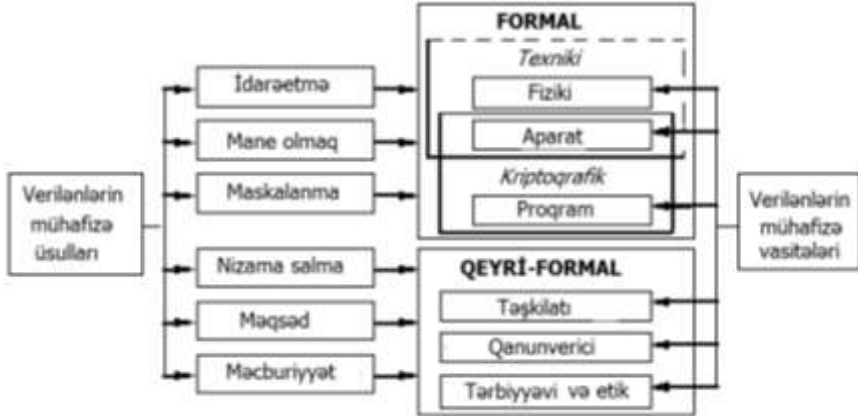 Verilənlərin
mühafizə
üsulları
İdarəetmə
Mane olmaq
Maskalanma
Nizama salma
Məqsəd
Məcburiyyət
FORMAL
Texniki
Fiziki
Aparat
Kriptoqrafik
Proqram
QEYRİ-FORMAL
Təşkilatı
Qanunverici
Tərbiyyəvi və etik
Verilənlərin
mühafizə
vasitələri